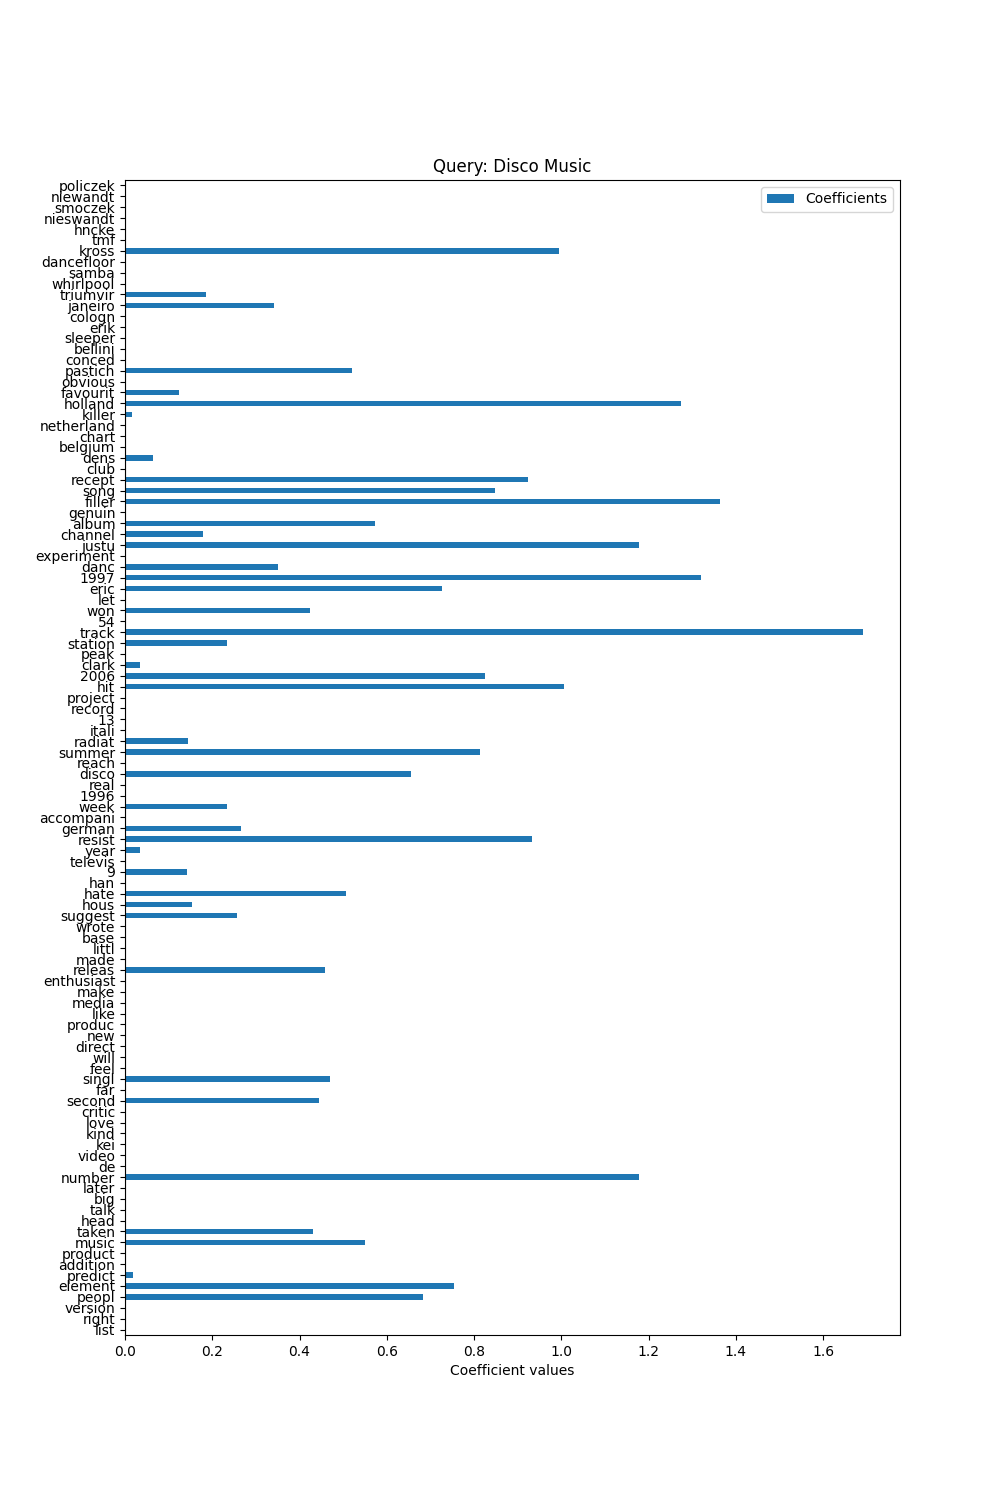 Query: Disco Music
Coefficients
policzek
niewandt
smoczek
nieswandt
hncke
tmf
kross
dancefloor
samba
whirlpool
triumvir
janeiro
cologn
erik
sleeper
bellini
conced
pastich
obvious
favourit
holland
killer
netherland
chart
belgium
dens
club
recept
song
filler
genuin
album
channel
justu
experiment
danc
1997
eric
let
won
54
track
station
peak
clark
2006
hit
project
record
13
itali
radiat
summer
reach
disco
real
1996
week
accompani
german
resist
year
televis
9
han
hate
hous
suggest
wrote
base
littl
made
releas
enthusiast
make
media
like
produc
new
direct
will
feel
singl
far
second
critic
love
kind
kei
video
de
number
later
big
talk
head
taken
music
product
addition
predict
element
peopl
version
right
list
0.0 0.2 0.4 0.6 0.8 1.0 1.2 1.4 1.6
Coefficient values